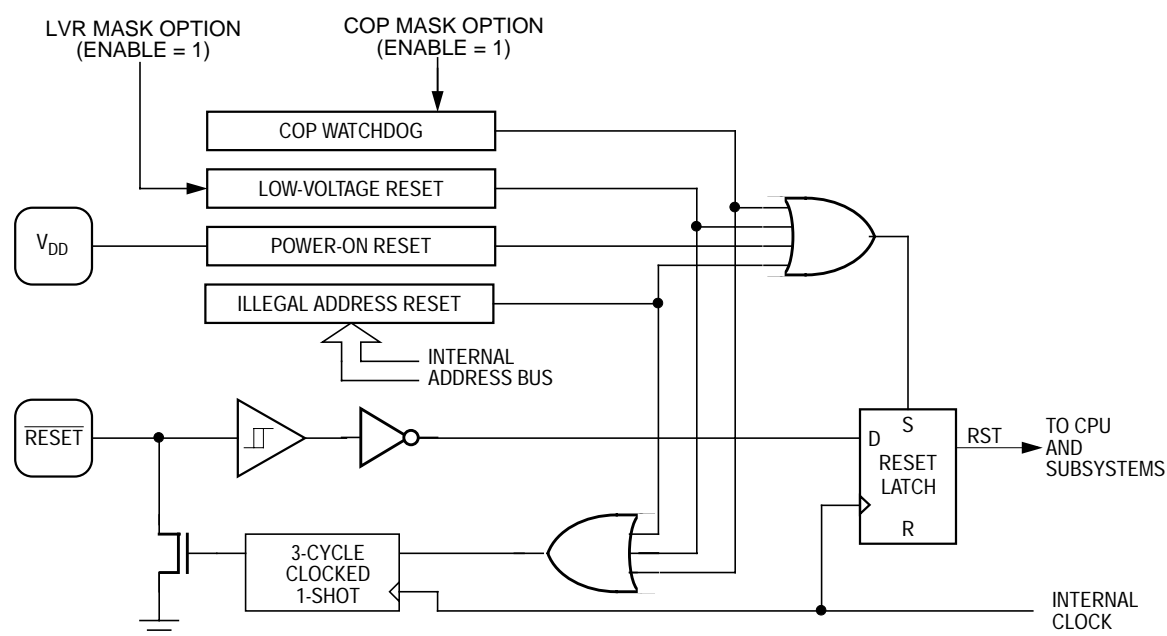 LVR MASK OPTION
(ENABLE = 1)
COP MASK OPTION
(ENABLE = 1)
COP WATCHDOG
LOW-VOLTAGE RESET
VDD
POWER-ON RESET
ILLEGAL ADDRESS RESET
INTERNAL
ADDRESS BUS
RESET
D
S
RESET
LATCH
R
RST
TO CPU
AND
SUBSYSTEMS
3-CYCLE
CLOCKED
1-SHOT
INTERNAL
CLOCK